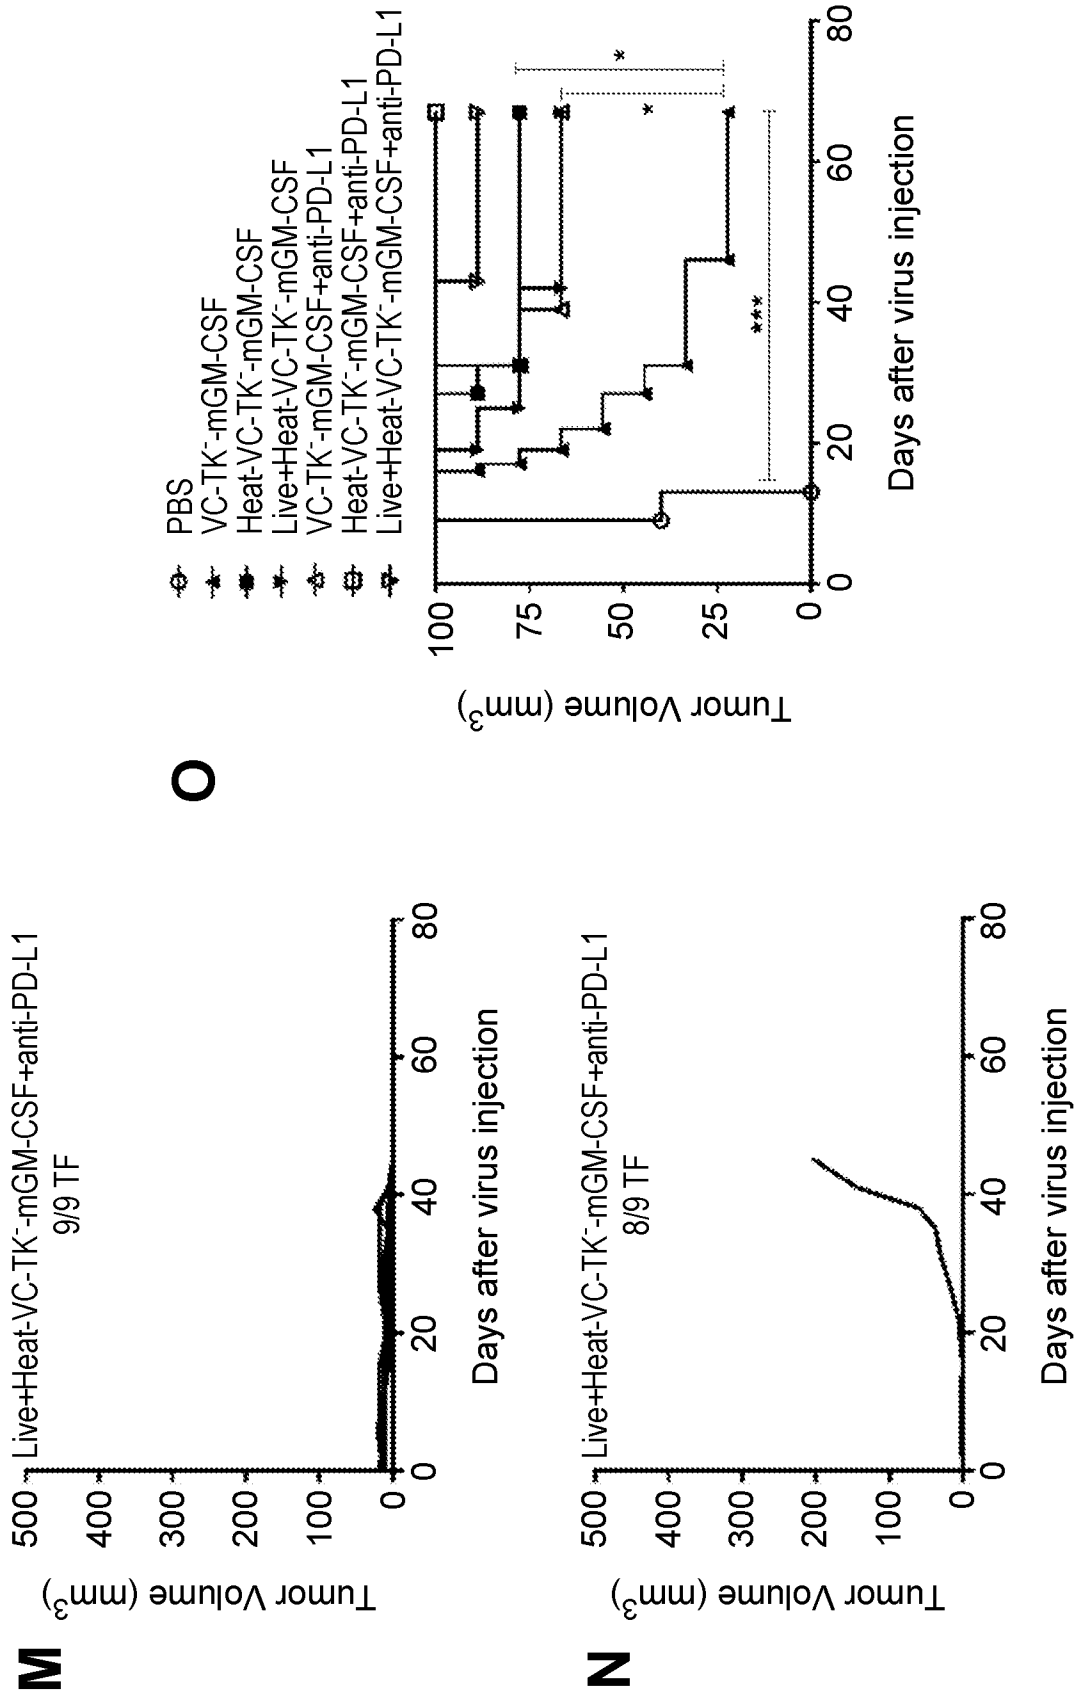 M
Live+Heat-VC-TK⁻-mGM-CSF+anti-PD-L1
9/9 TF
Tumor Volume (mm³)
500
400
300
200
100
0
0 20 40 60 80
Days after virus injection
N
Live+Heat-VC-TK⁻-mGM-CSF+anti-PD-L1
8/9 TF
Tumor Volume (mm³)
500
400
300
200
100
0
0 20 40 60 80
Days after virus injection
O
PBS
VC-TK⁻-mGM-CSF
Heat-VC-TK⁻-mGM-CSF
Live+Heat-VC-TK⁻-mGM-CSF
VC-TK⁻-mGM-CSF+anti-PD-L1
Heat-VC-TK⁻-mGM-CSF+anti-PD-L1
Live+Heat-VC-TK⁻-mGM-CSF+anti-PD-L1
Tumor Volume (mm³)
100
75
50
25
0
*
*
***
0 20 40 60 80
Days after virus injection